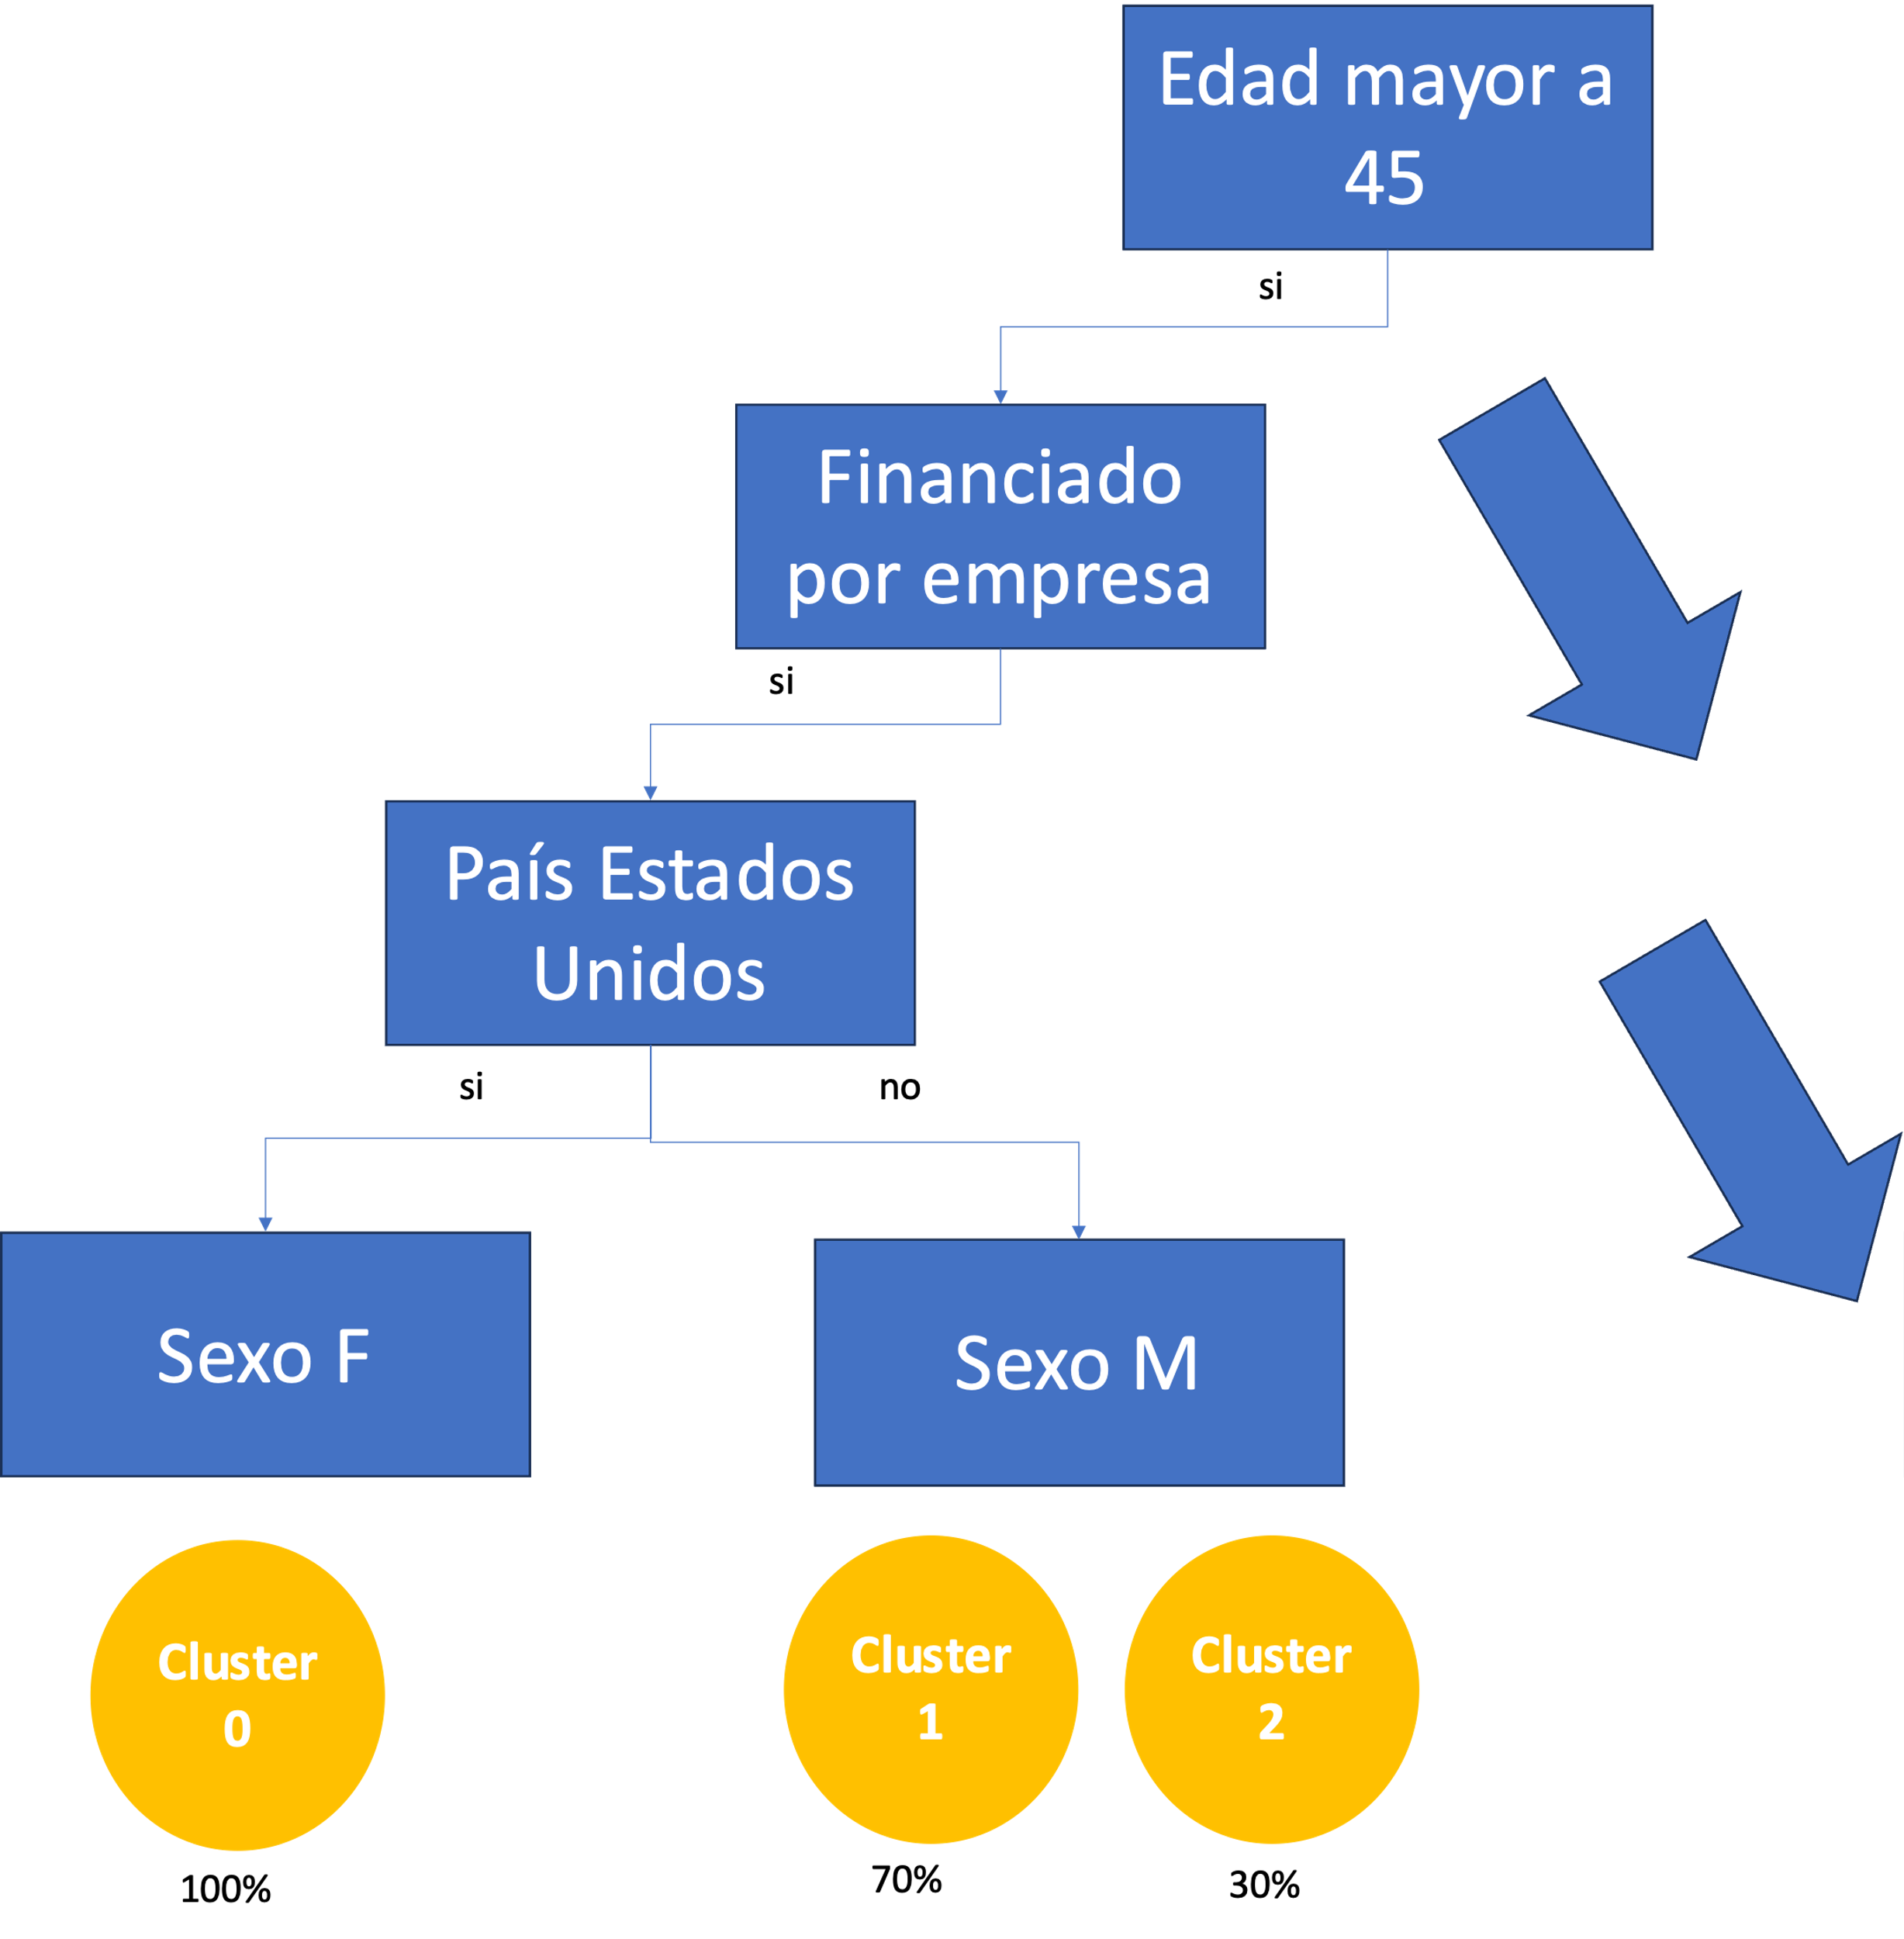 Edad mayor a
45
si
Financiado
por empresa
si
País Estados
Unidos
si
no
Sexo F
Sexo M
Cluster
0
Cluster
1
Cluster
2
100%
70%
30%